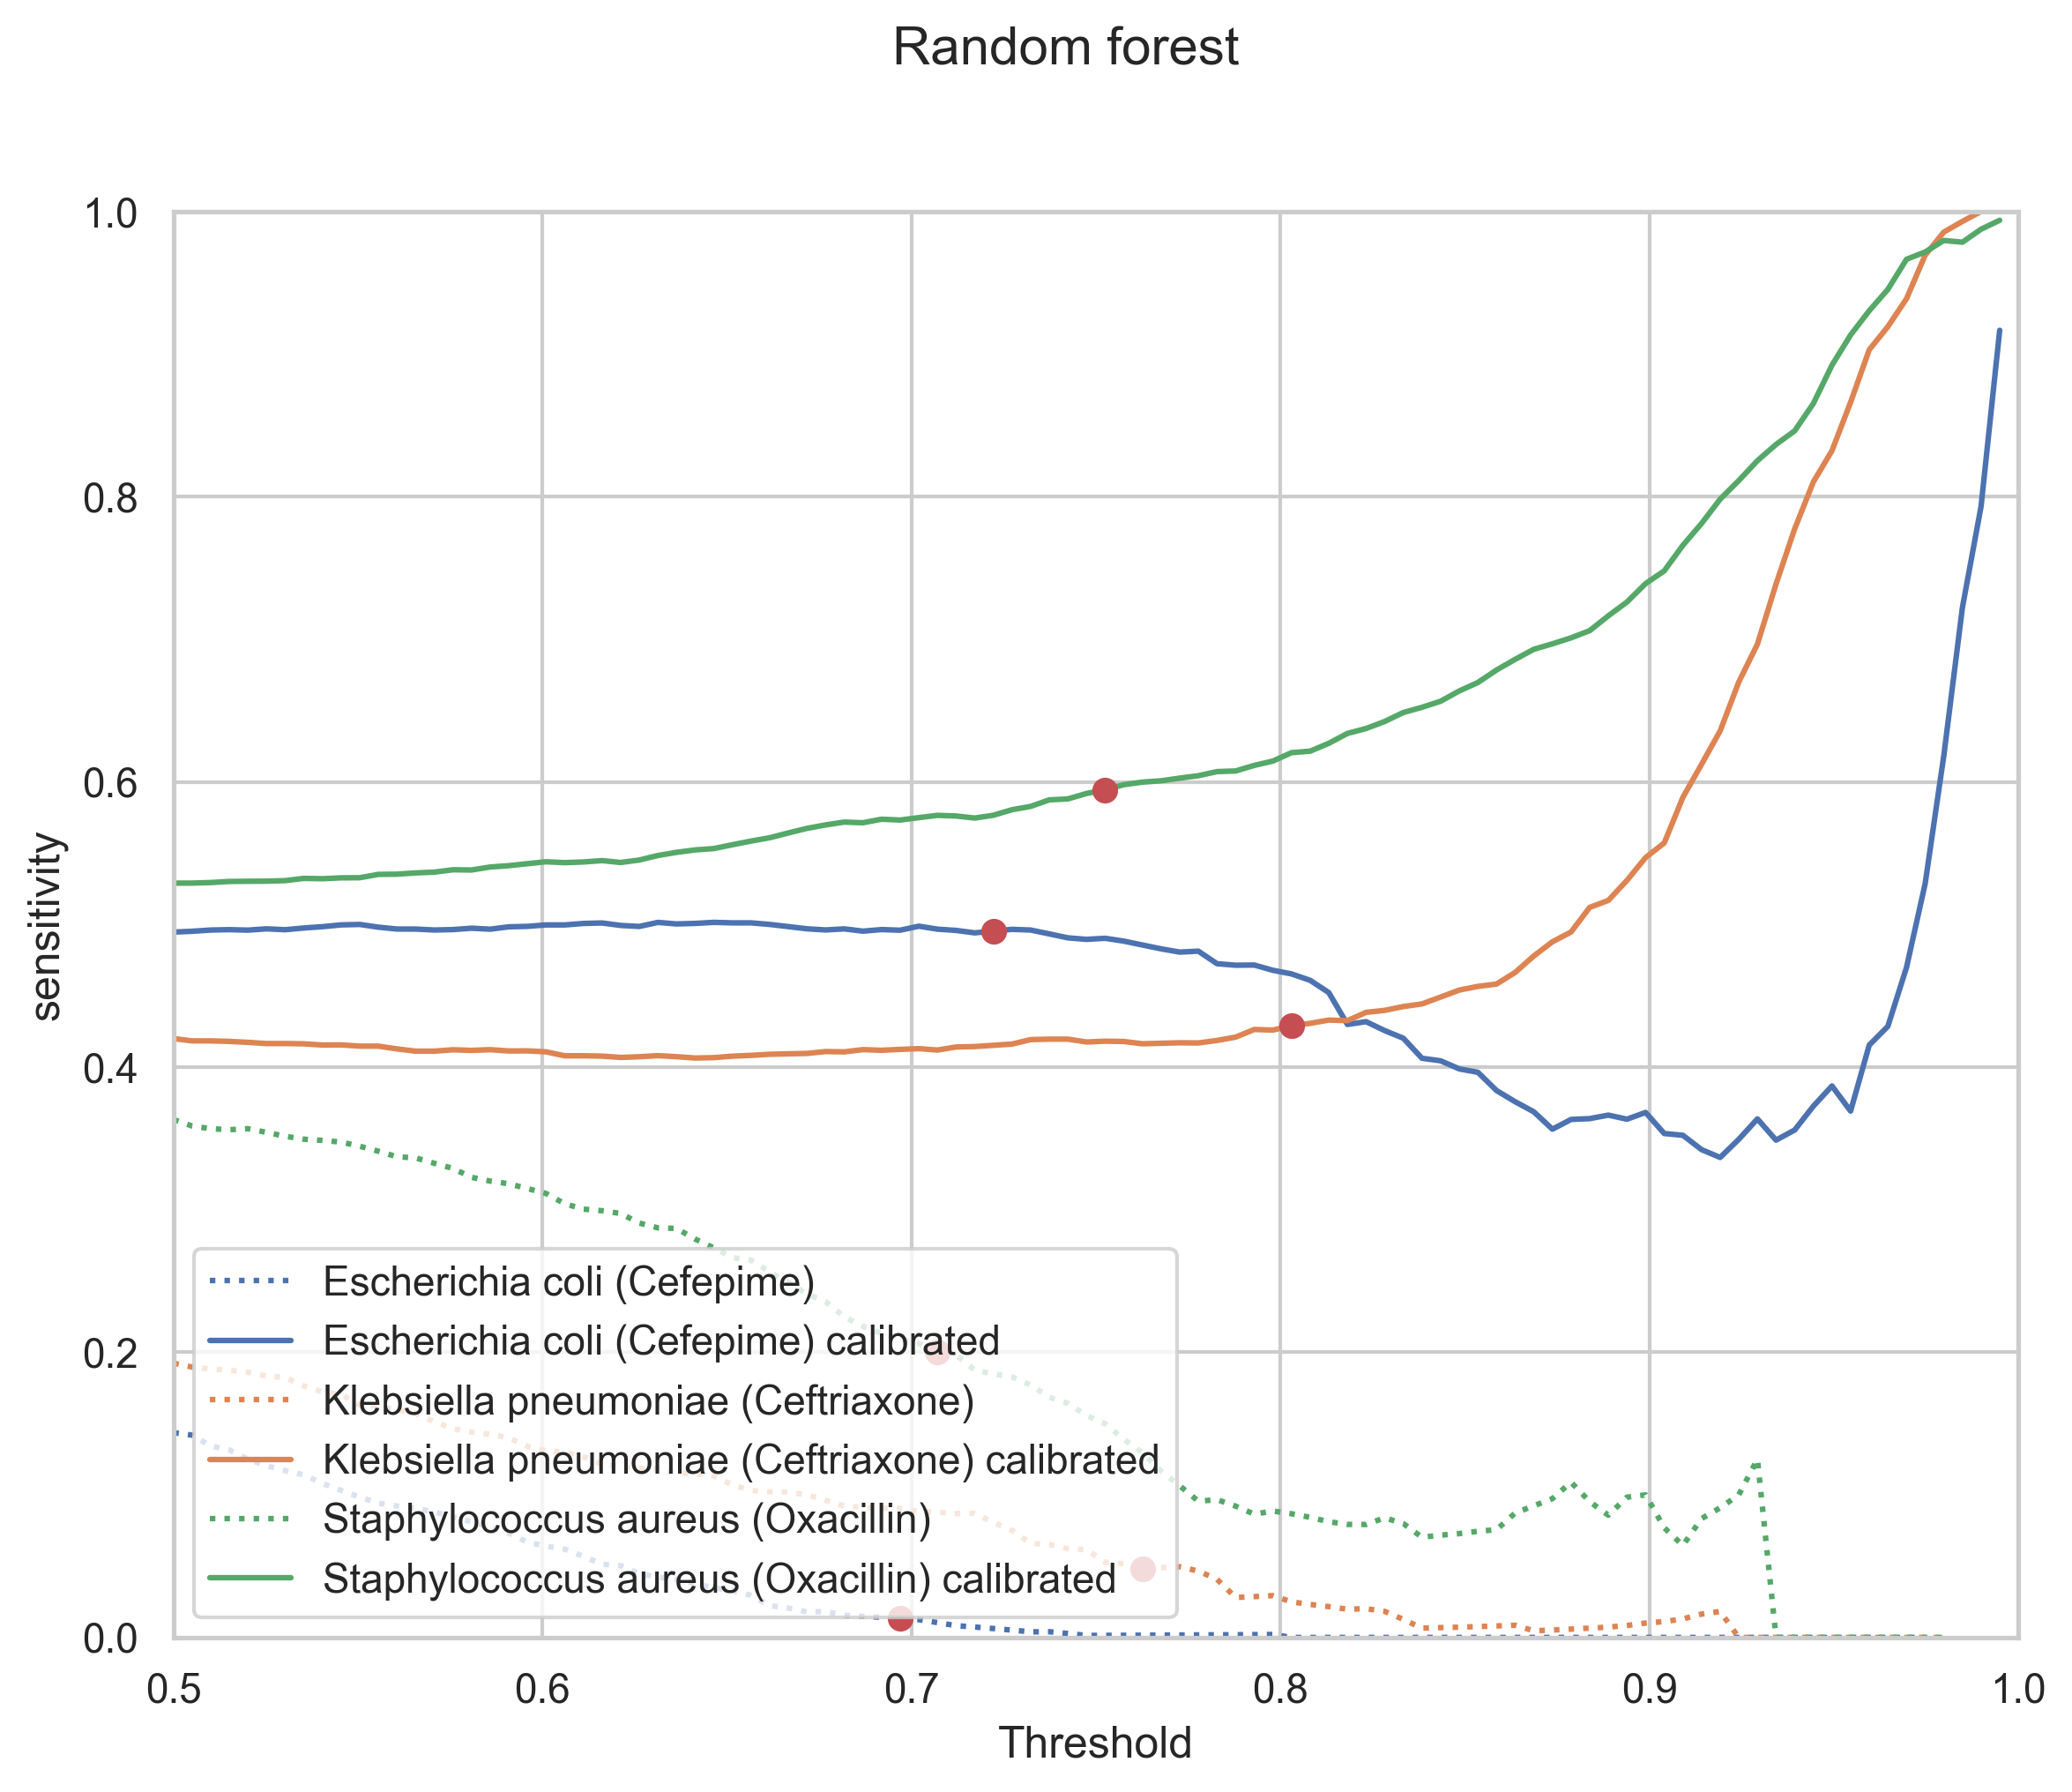 Random forest
1.0
0.8
0.6
0.4
0.2
0.0
sensitivity
Escherichia coli (Cefepime)
Escherichia coli (Cefepime) calibrated
Klebsiella pneumoniae (Ceftriaxone)
Klebsiella pneumoniae (Ceftriaxone) calibrated
Staphylococcus aureus (Oxacillin)
Staphylococcus aureus (Oxacillin) calibrated
0.5 0.6 0.7 0.8 0.9 1.0
Threshold